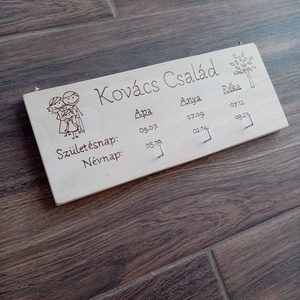 Kovács Család
Apa Anya Réka
Születésnap: 09.07. 07.09. 07.12.
Névnap: 05.19. 02.14. 09.23.